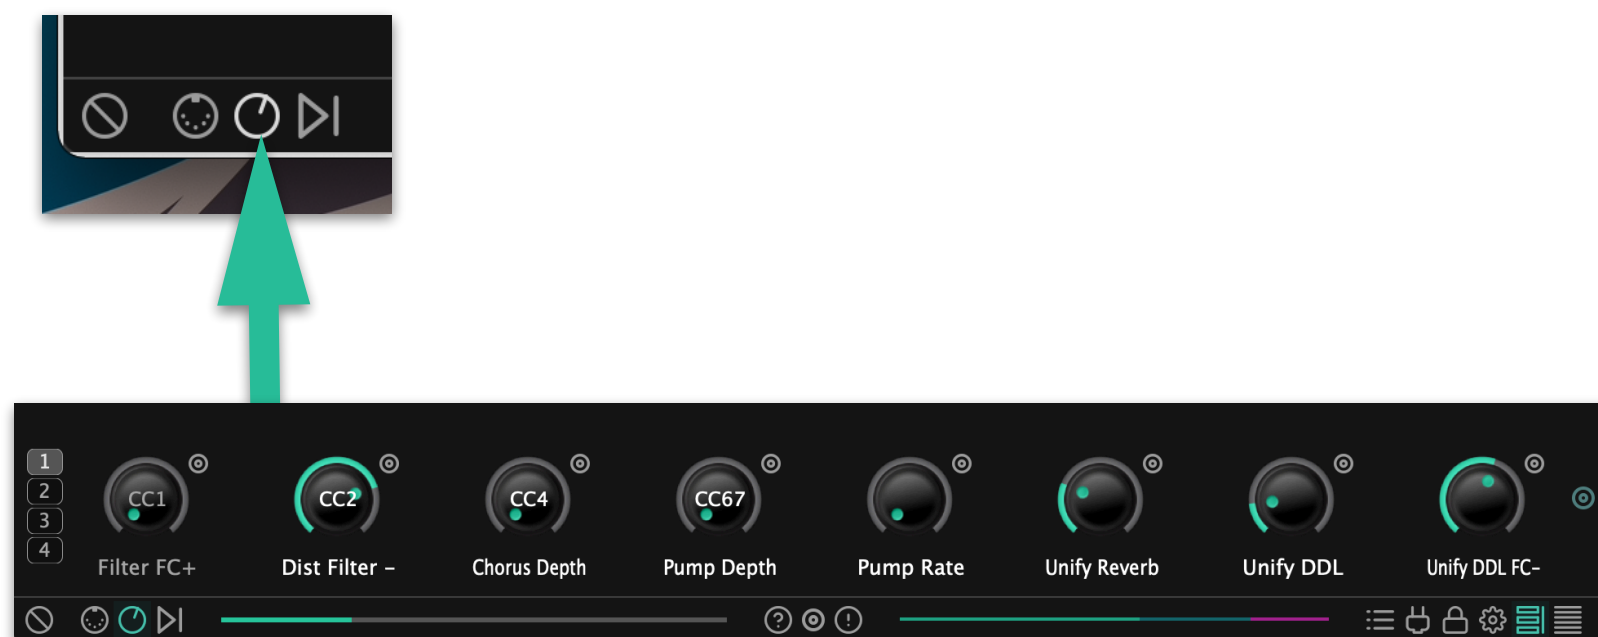 1
2
3
4
CC1 CC2 CC4 CC67
Filter FC+ Dist Filter – Chorus Depth Pump Depth Pump Rate Unify Reverb Unify DDL Unify DDL FC–